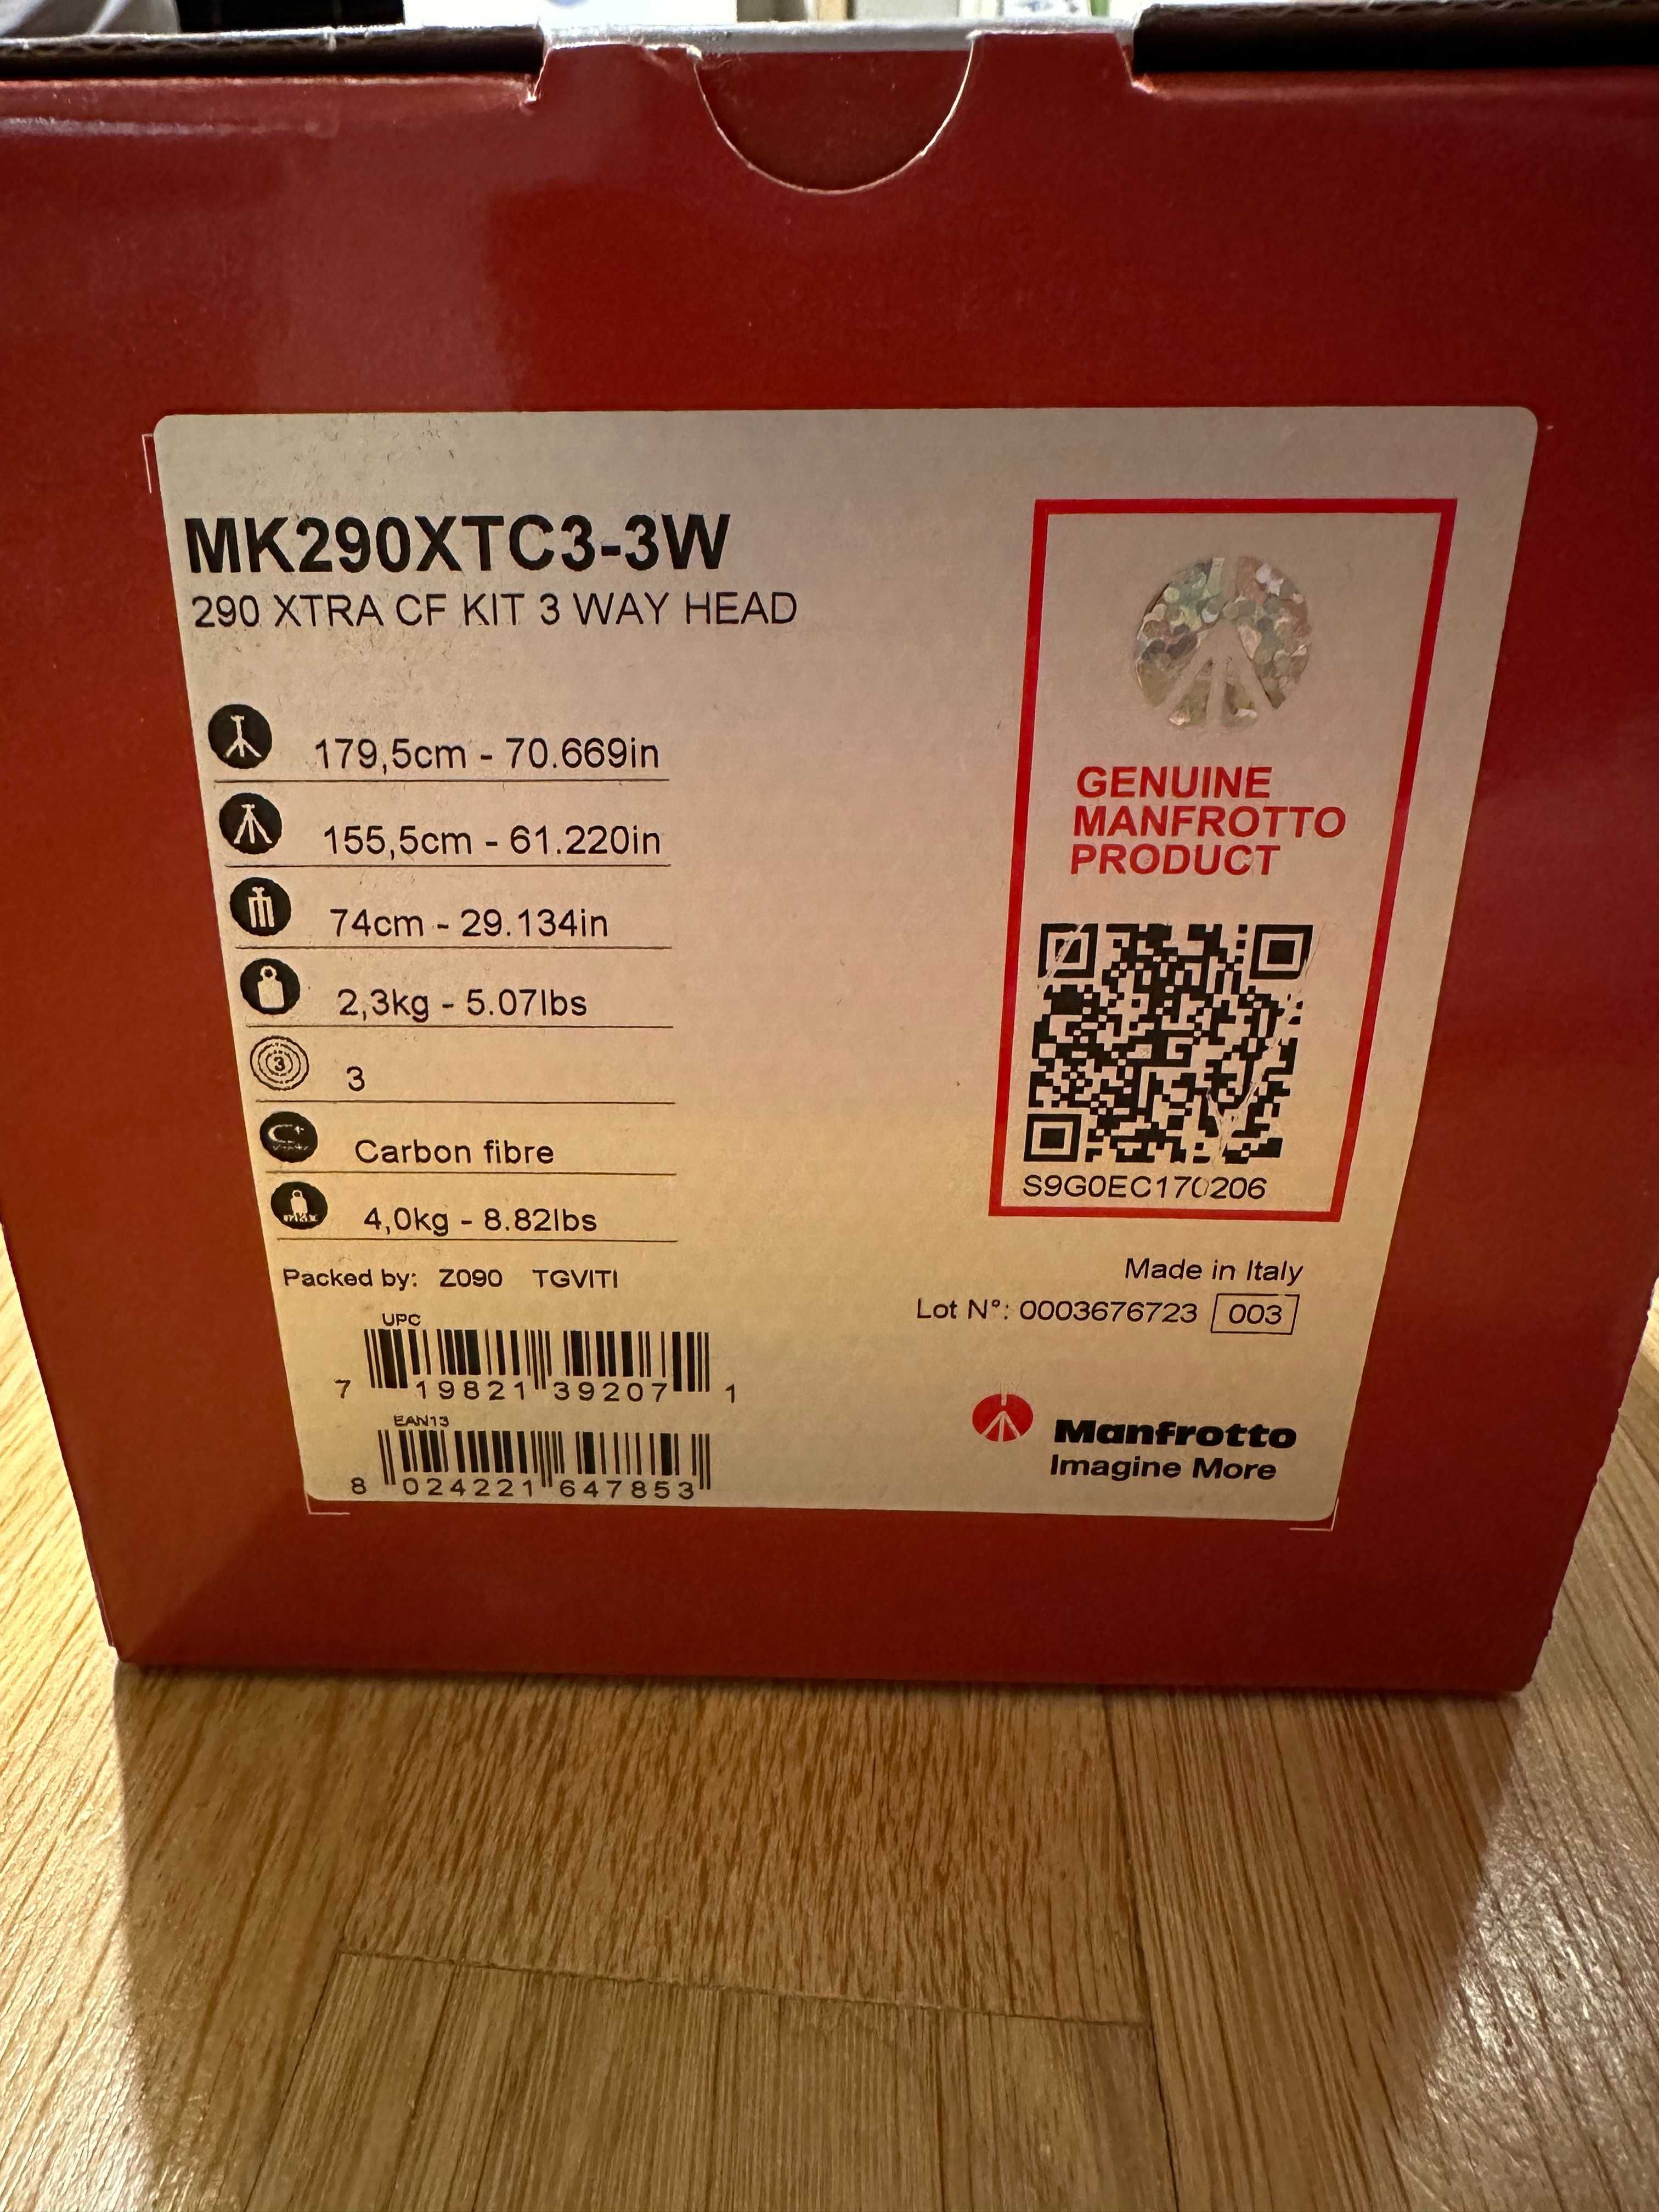 MK290XTC3-3W
290 XTRA CF KIT 3 WAY HEAD
179,5cm - 70.669in
155,5cm - 61.220in
74cm - 29.134in
2,3kg - 5.07lbs
3
3
Carbon fibre
4,0kg - 8.82lbs
Packed by: Z090 TGVITI
UPC
7 19821 39207 1
EAN13
8 024221 647853
GENUINE
MANFROTTO
PRODUCT
S9G0EC170206
Made in Italy
Lot N°: 0003676723 003
Manfrotto
Imagine More